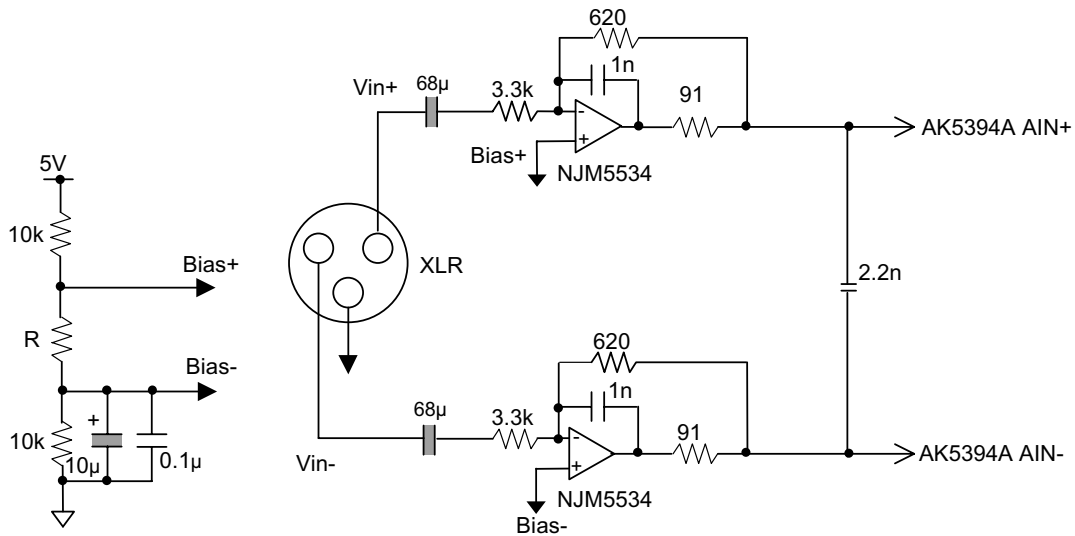 5V
10k
Bias+
R
Bias-
10k
+
10µ
0.1µ
XLR
Vin+
68µ
3.3k
620
1n
91
-
+
Bias+
NJM5534
AK5394A AIN+
2.2n
Vin-
68µ
3.3k
620
1n
91
-
+
NJM5534
Bias-
AK5394A AIN-